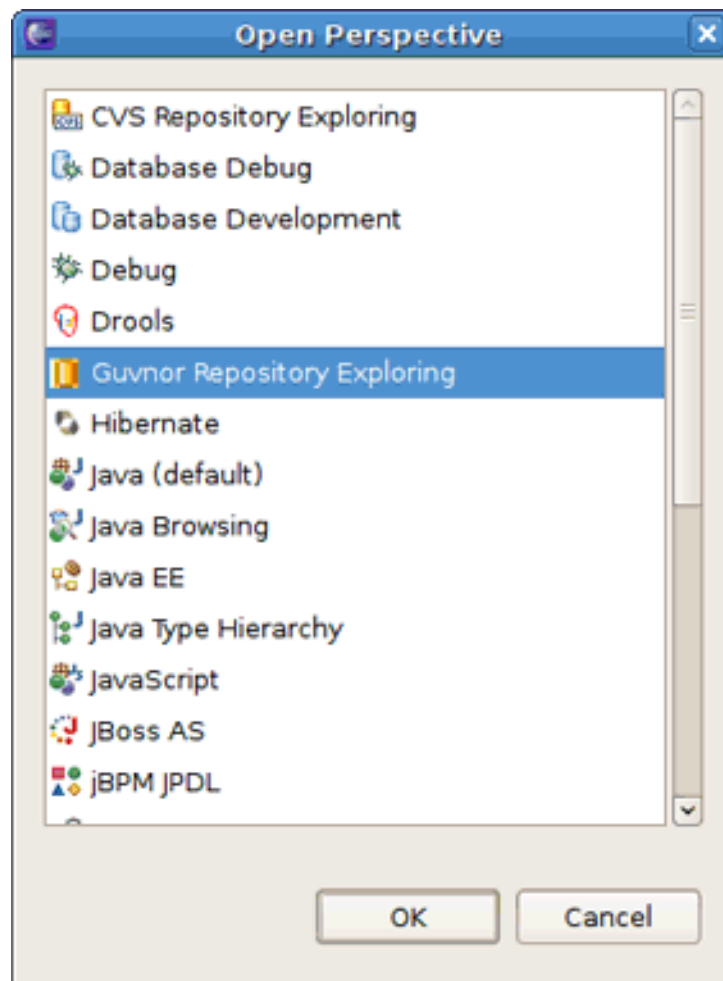 Open Perspective
CVS Repository Exploring
Database Debug
Database Development
Debug
Drools
Guvnor Repository Exploring
Hibernate
Java (default)
Java Browsing
Java EE
Java Type Hierarchy
JavaScript
JBoss AS
jBPM JPDL
OK
Cancel